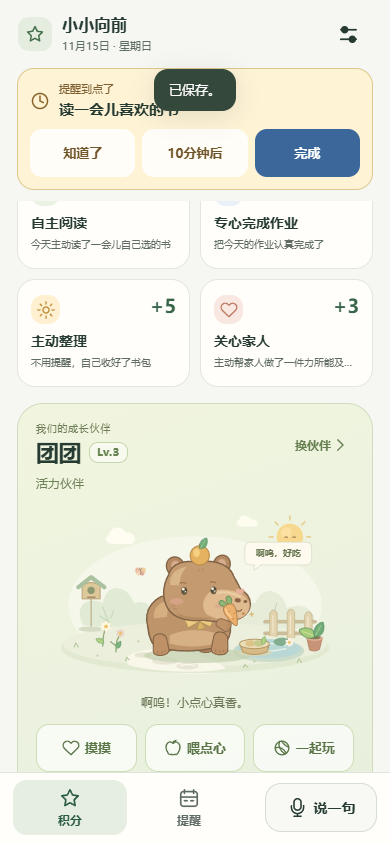 小小向前
11月15日 · 星期日
提醒到点了
已保存。
读一会儿喜欢的书
知道了
10分钟后
完成
自主阅读
今天主动读了一会儿自己选的书
专心完成作业
把今天的作业认真完成了
+5
主动整理
不用提醒，自己收好了书包
+3
关心家人
主动帮家人做了一件力所能及...
我们的成长伙伴
团团
Lv.3
换伙伴
活力伙伴
啊呜，好吃
啊呜！小点心真香。
摸摸
喂点心
一起玩
积分
提醒
说一句